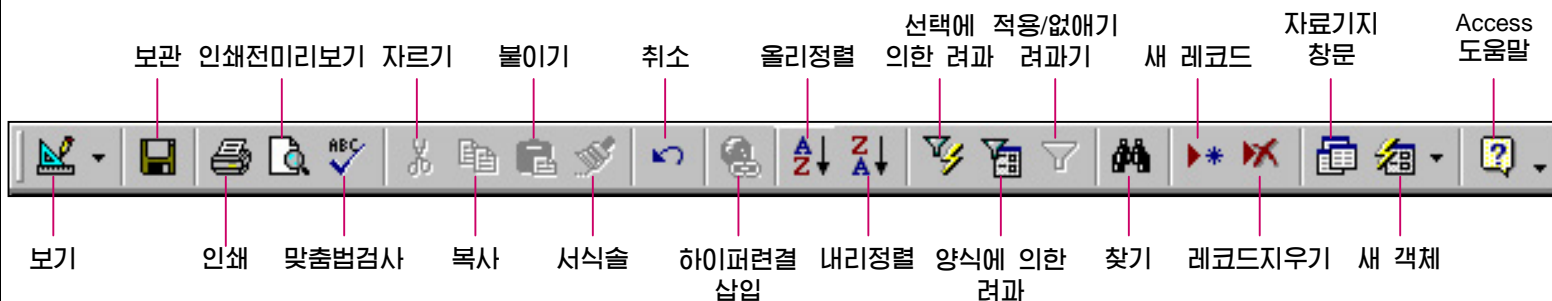 선택에 적용/없애기 자료기지 Access
보관 인쇄전미리보기 자르기 붙이기 취소 올리정렬 의한 려과 려과기 새 레코드 창문 도움말
ABC
A Z
Z A
보기 인쇄 맞춤법검사 복사 서식솔 하이퍼련결 내리정렬 양식에 의한 찾기 레코드지우기 새 객체
삽입 려과